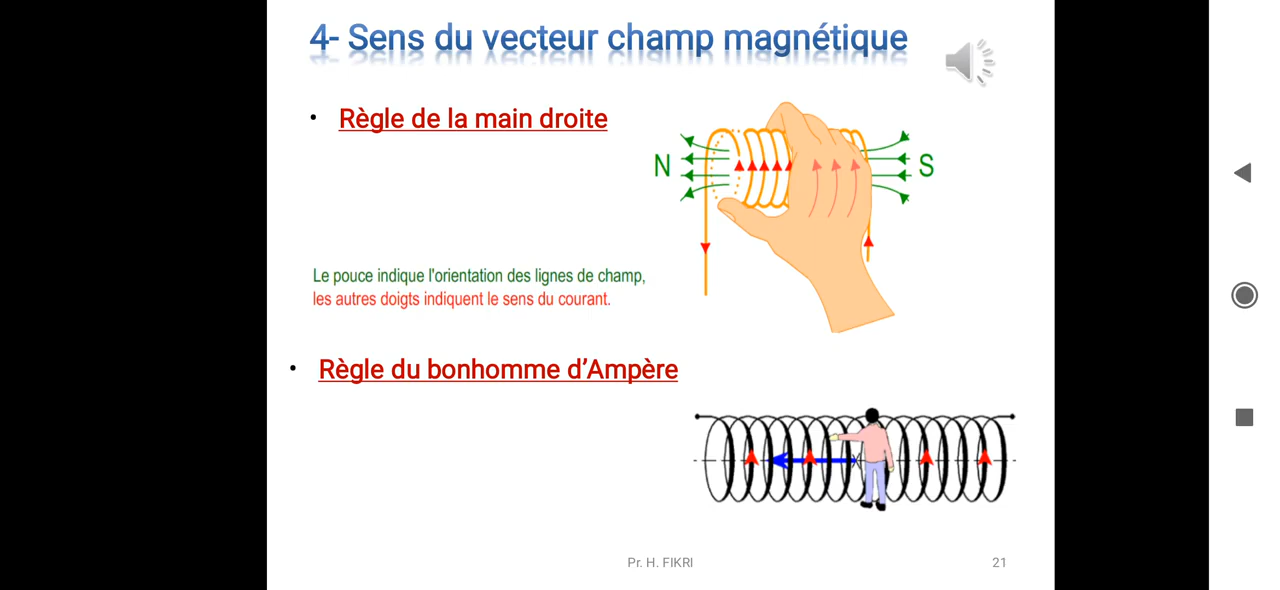 4- Sens du vecteur champ magnétique
• Règle de la main droite
N
S
Le pouce indique l'orientation des lignes de champ,
les autres doigts indiquent le sens du courant.
• Règle du bonhomme d’Ampère
Pr. H. FIKRI
21